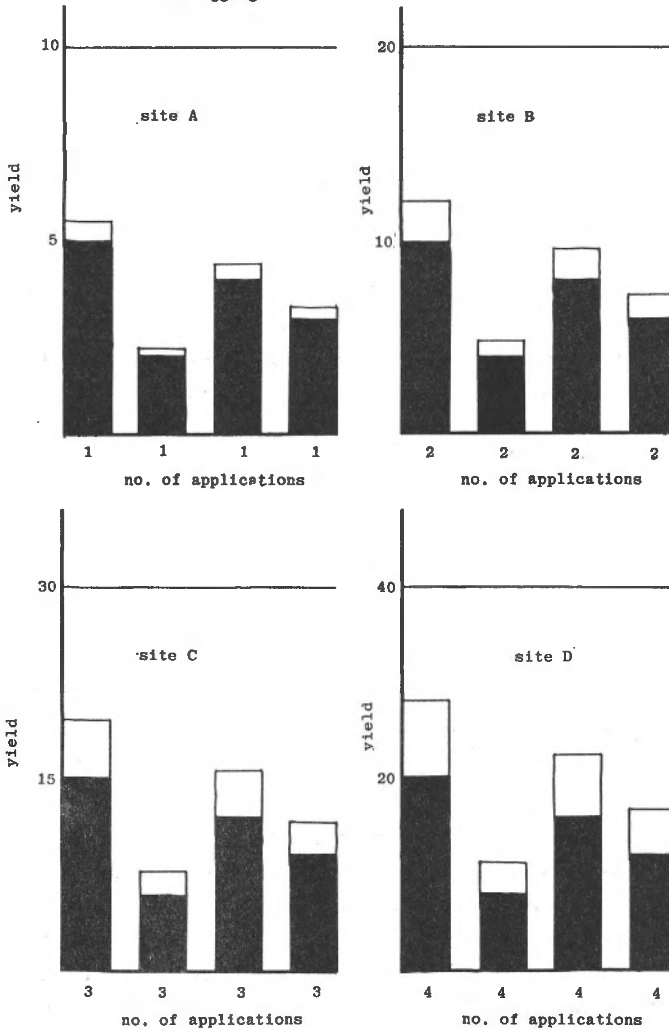 10
20
site A
site B
yield
yield
5
10
1 1 1 1
2 2 2 2
no. of applications
no. of applications
30
40
site C
site D
yield
yield
15
20
3 3 3 3
4 4 4 4
no. of applications
no. of applications